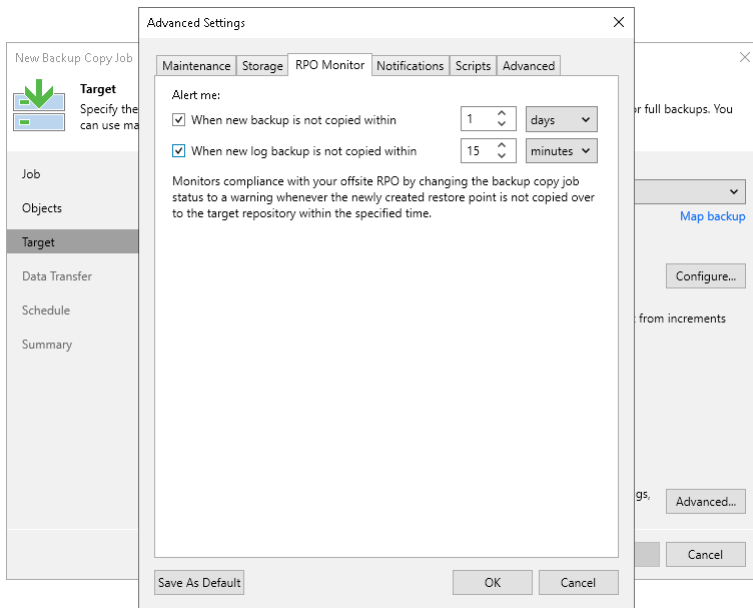 Advanced Settings
New Backup Copy Job
Target
Specify the
can use ma
or full backups. You
Job
Objects
Target
Data Transfer
Schedule
Summary
Maintenance
Storage
RPO Monitor
Notifications
Scripts
Advanced
Alert me:
When new backup is not copied within
1
days
When new log backup is not copied within
15
minutes
Monitors compliance with your offsite RPO by changing the backup copy job
status to a warning whenever the newly created restore point is not copied over
to the target repository within the specified time.
Map backup
Configure...
from increments
gs,
Advanced...
Cancel
Save As Default
OK
Cancel